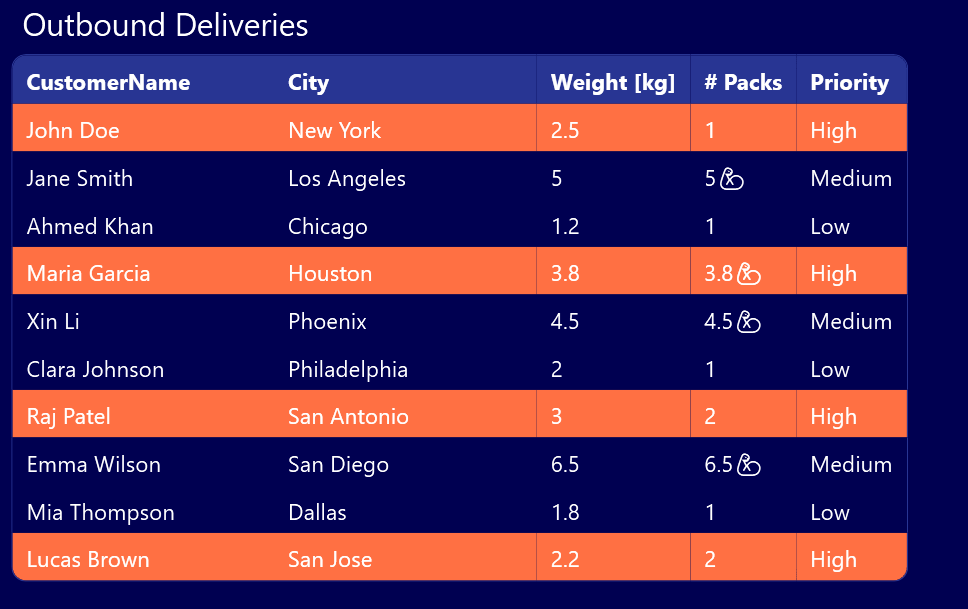 Outbound Deliveries
CustomerName City Weight [kg] # Packs Priority
John Doe New York 2.5 1 High
Jane Smith Los Angeles 5 5 Medium
Ahmed Khan Chicago 1.2 1 Low
Maria Garcia Houston 3.8 3.8 High
Xin Li Phoenix 4.5 4.5 Medium
Clara Johnson Philadelphia 2 1 Low
Raj Patel San Antonio 3 2 High
Emma Wilson San Diego 6.5 6.5 Medium
Mia Thompson Dallas 1.8 1 Low
Lucas Brown San Jose 2.2 2 High